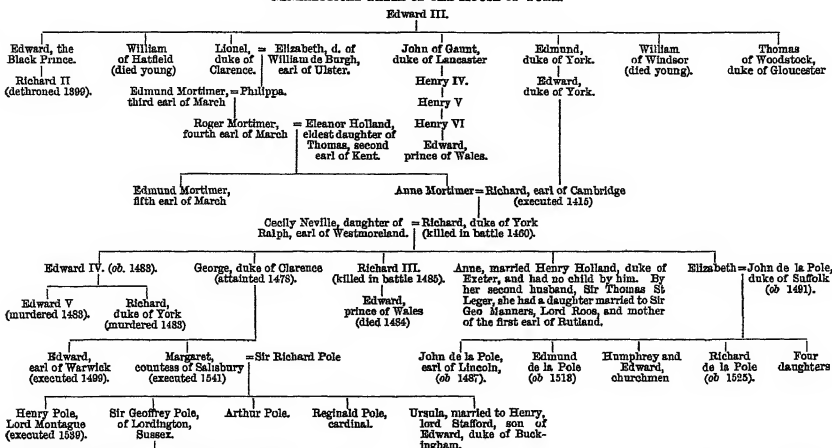 Edward III.
Edward, the
Black Prince.
Richard II
(dethroned 1399).
William
of Hatfield
(died young)
Lionel,
duke of
Clarence.
= Elizabeth, d. of
William de Burgh,
earl of Ulster.
John of Gaunt,
duke of Lancaster
Henry IV.
Henry V
Henry VI
Edward,
prince of Wales.
Edmund,
duke of York.
Edward,
duke of York.
William
of Windsor
(died young).
Thomas
of Woodstock,
duke of Gloucester
Edmund Mortimer, = Philippa.
third earl of March
Roger Mortimer,
fourth earl of March
= Eleanor Holland,
eldest daughter of
Thomas, second
earl of Kent.
Edmund Mortimer,
fifth earl of March
Anne Mortimer = Richard, earl of Cambridge
(executed 1415)
Cecily Neville, daughter of
Ralph, earl of Westmoreland.
= Richard, duke of York
(killed in battle 1460).
Edward IV. (ob. 1483).
George, duke of Clarence
(attainted 1478).
Richard III.
(killed in battle 1485).
Edward,
prince of Wales
(died 1484)
Anne, married Henry Holland, duke of
Exeter, and had no child by him. By
her second husband, Sir Thomas St
Leger, she had a daughter married to Sir
Geo Manners, Lord Roos, and mother
of the first earl of Rutland.
Elizabeth = John de la Pole,
duke of Suffolk
(ob 1491).
Edward V
(murdered 1483).
Richard,
duke of York
(murdered 1483)
Edward,
earl of Warwick
(executed 1499).
Margaret,
countess of Salisbury
(executed 1541)
= Sir Richard Pole
John de la Pole,
earl of Lincoln,
(ob 1487).
Edmund
de la Pole
(ob 1513)
Humphrey and
Edward,
churchmen
Richard
de la Pole
(ob 1525).
Four
daughters
Henry Pole,
Lord Montague
(executed 1539).
Sir Geoffrey Pole,
of Lordington,
Sussex.
Arthur Pole.
Reginald Pole,
cardinal.
Ursula, married to Henry,
lord Stafford, son of
Edward, duke of Buck-
ingham.